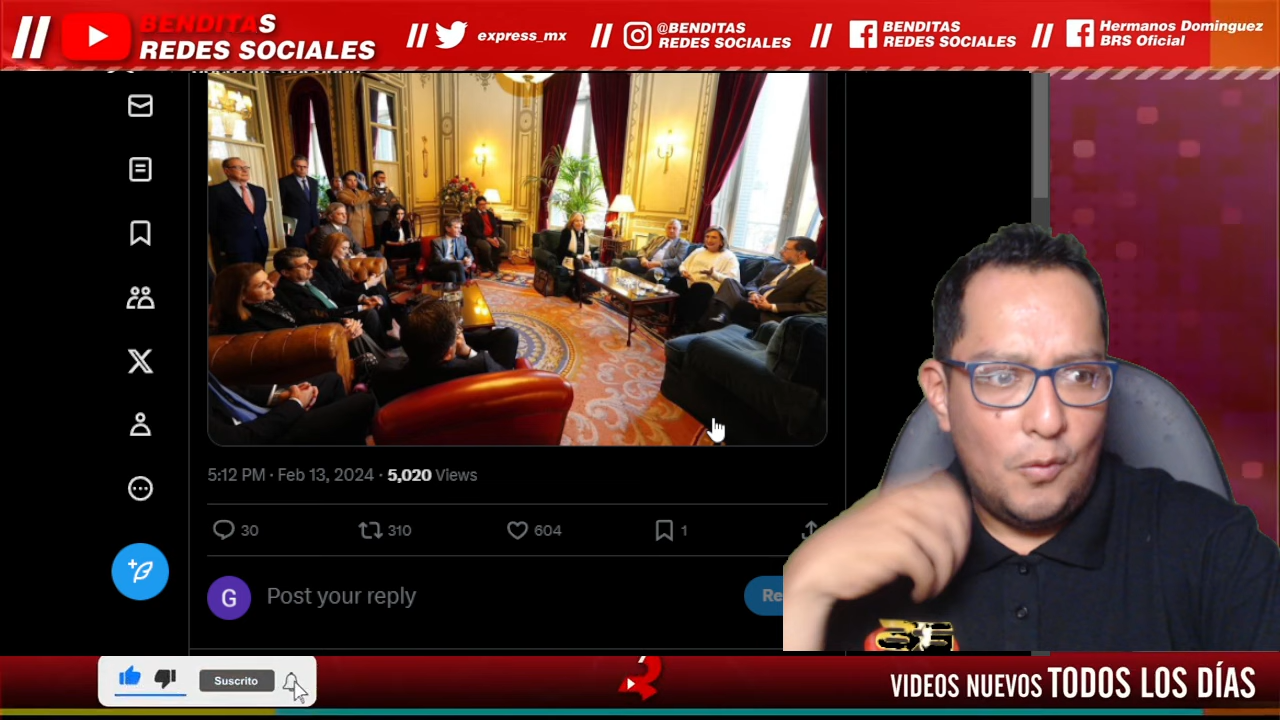 BENDITAS
REDES SOCIALES
express_mx
@BENDITAS
REDES SOCIALES
BENDITAS
REDES SOCIALES
Hermanos Dominguez
BRS Oficial
5:12 PM · Feb 13, 2024 · 5,020 Views
30
310
604
1
G
Post your reply
Re
Suscrito
VIDEOS NUEVOS TODOS LOS DÍAS